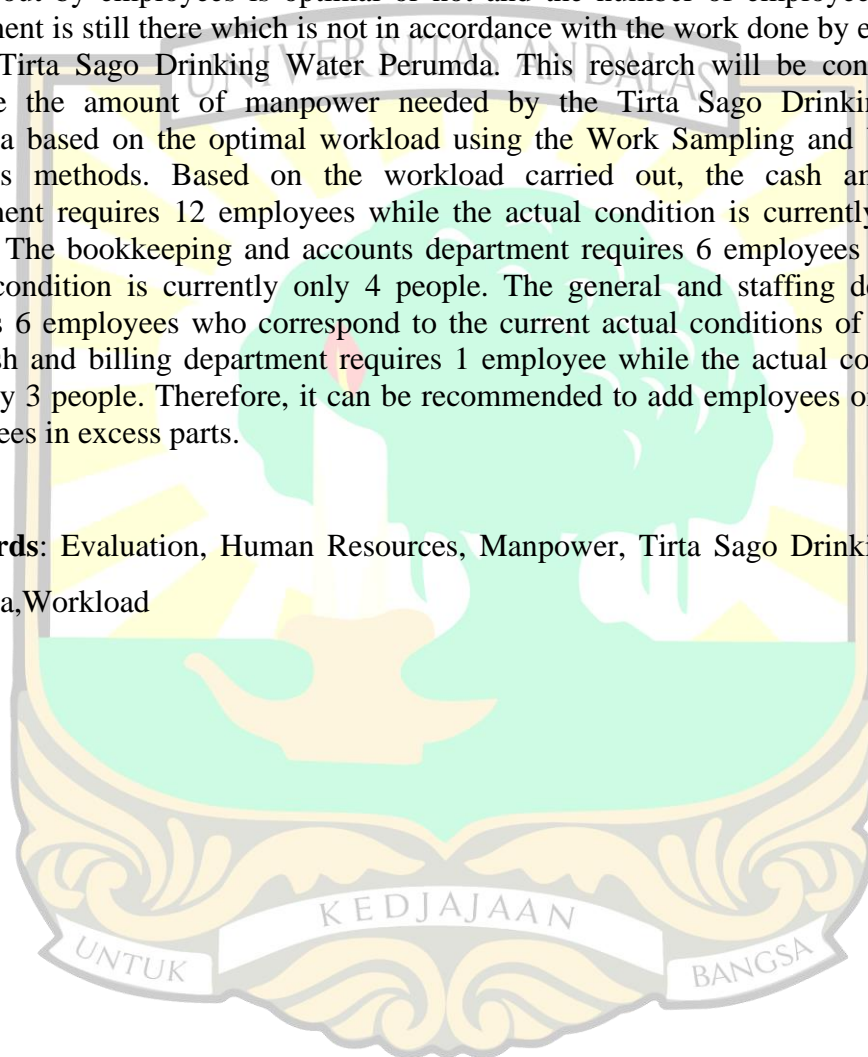 out by employees is optimal or not and the number of employee
nent is still there which is not in accordance with the work done by e
Tirta Sago Drinking Water Perumda. This research will be con
UNIVERSITAS ANDALAS
e the amount of manpower needed by the Tirta Sago Drinki
a based on the optimal workload using the Work Sampling and
s methods. Based on the workload carried out, the cash an
nent requires 12 employees while the actual condition is currently
The bookkeeping and accounts department requires 6 employees
condition is currently only 4 people. The general and staffing de
s 6 employees who correspond to the current actual conditions of
sh and billing department requires 1 employee while the actual co
y 3 people. Therefore, it can be recommended to add employees o
ees in excess parts.
rds: Evaluation, Human Resources, Manpower, Tirta Sago Drinki
a,Workload
KEDJAJAAN
UNTUK BANGSA